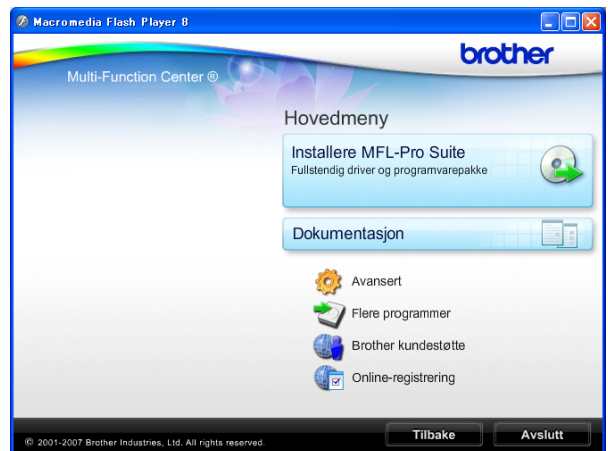 Macromedia Flash Player 8
brother
Multi-Function Center ®
Hovedmeny
Installere MFL-Pro Suite
Fullstendig driver og programvarepakke
Dokumentasjon
Avansert
Flere programmer
Brother kundestøtte
Online-registrering
© 2001-2007 Brother Industries, Ltd. All rights reserved.
Tilbake
Avslutt